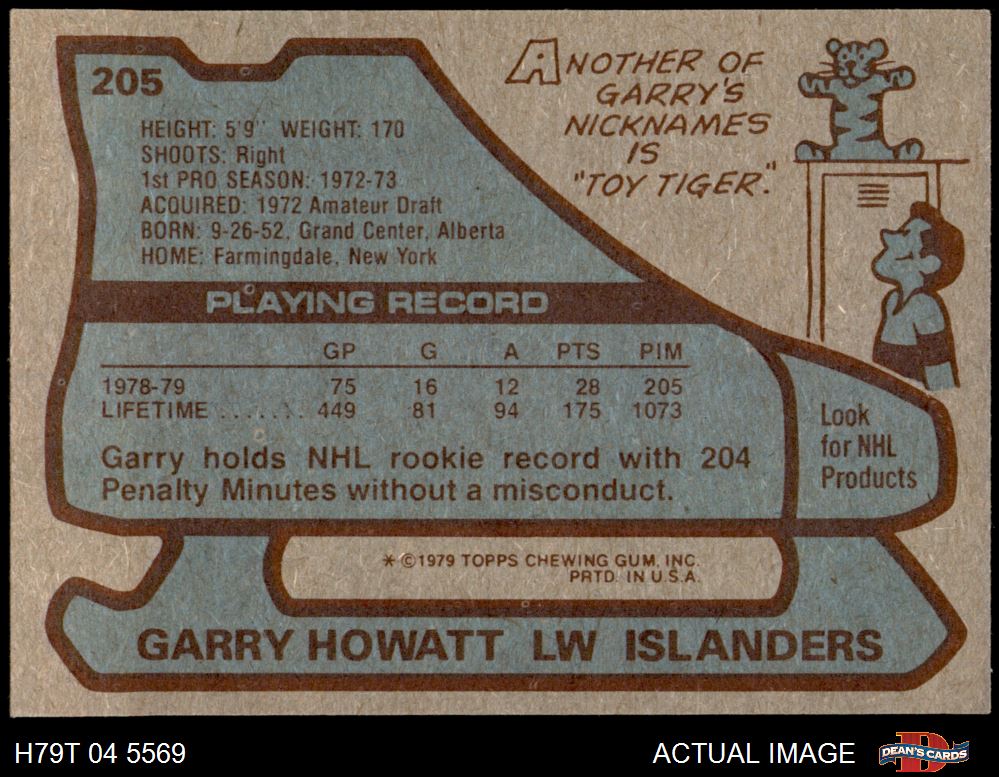 205
HEIGHT: 5'9" WEIGHT: 170
SHOOTS: Right
1st PRO SEASON: 1972-73
ACQUIRED: 1972 Amateur Draft
BORN: 9-26-52, Grand Center, Alberta
HOME: Farmingdale, New York
ANOTHER OF
GARRY'S
NICKNAMES
IS
"TOY TIGER."
PLAYING RECORD
GP G A PTS PIM
1978-79 75 16 12 28 205
LIFETIME ....... 449 81 94 175 1073
Garry holds NHL rookie record with 204
Penalty Minutes without a misconduct.
Look
for NHL
Products
* ©1979 TOPPS CHEWING GUM, INC.
PRTD. IN U.S.A.
GARRY HOWATT LW ISLANDERS
H79T 04 5569 ACTUAL IMAGE DEAN'S CARDS